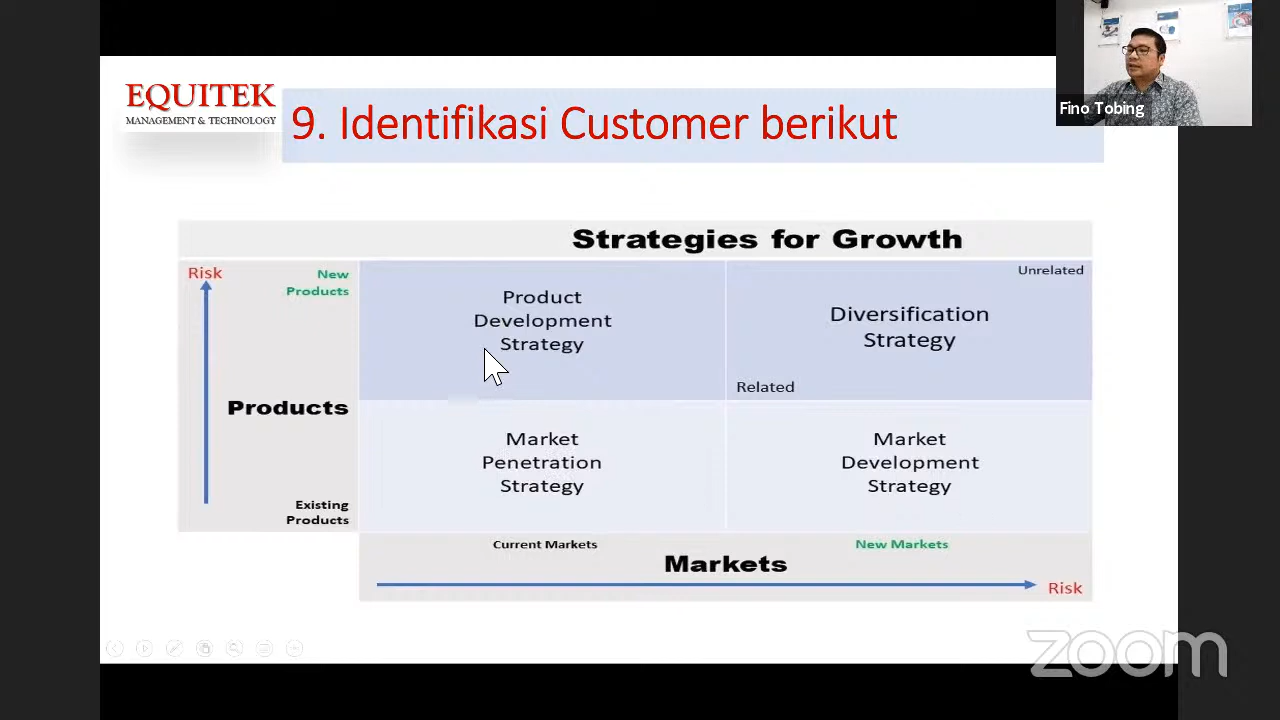 EQUITEK
MANAGEMENT & TECHNOLOGY
9. Identifikasi Customer berikut
Fino Tobing
Strategies for Growth
Risk
New
Products
Products
Existing
Products
Product
Development
Strategy
Unrelated
Diversification
Strategy
Related
Market
Penetration
Strategy
Market
Development
Strategy
Current Markets
New Markets
Markets
Risk
zoom